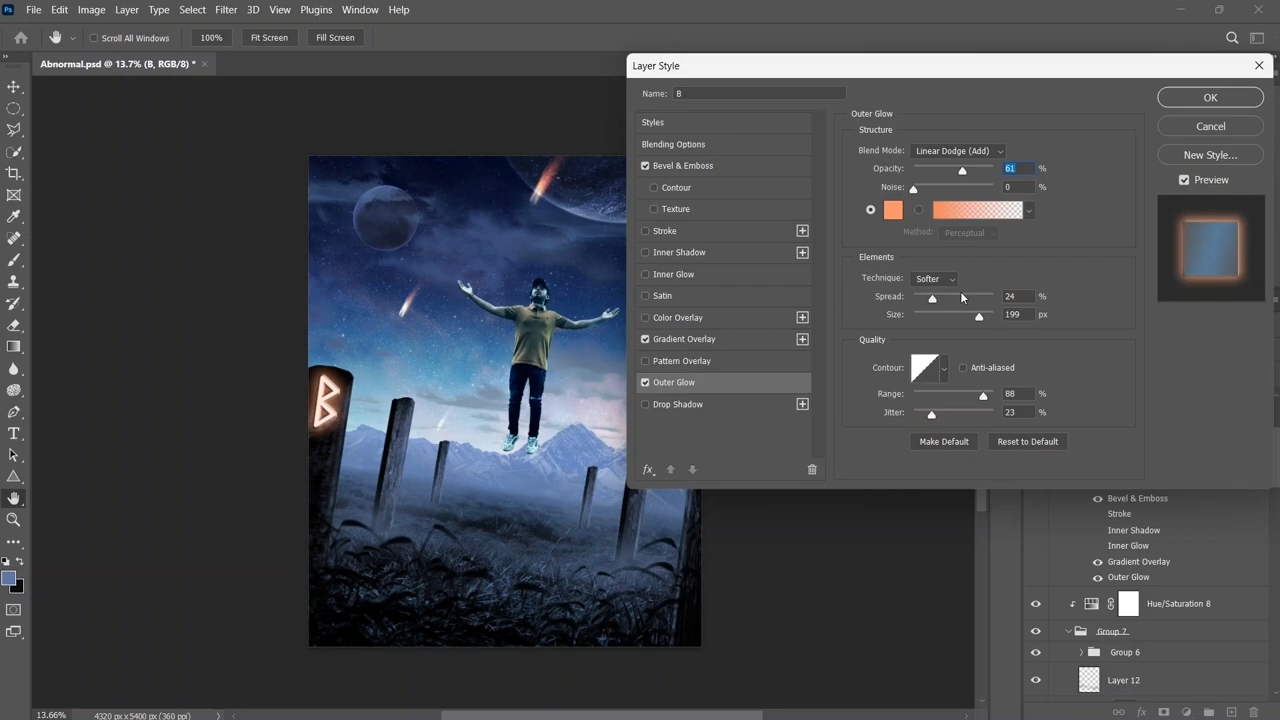 Ps File Edit Image Layer Type Select Filter 3D View Plugins Window Help
Scroll All Windows 100% Fit Screen Fill Screen
Abnormal.psd @ 13.7% (B, RGB/8) * ×
Layer Style
Name: B
OK
Cancel
New Style...
Preview
Styles
Blending Options
Bevel & Emboss
Contour
Texture
Stroke
Inner Shadow
Inner Glow
Satin
Color Overlay
Gradient Overlay
Pattern Overlay
Outer Glow
Drop Shadow
fx
Outer Glow
Structure
Blend Mode: Linear Dodge (Add)
Opacity: 61 %
Noise: 0 %
Method: Perceptual
Elements
Technique: Softer
Spread: 24 %
Size: 199 px
Quality
Contour: Anti-aliased
Range: 88 %
Jitter: 23 %
Make Default Reset to Default
Bevel & Emboss
Stroke
Inner Shadow
Inner Glow
Gradient Overlay
Outer Glow
Hue/Saturation 8
Group 7
Group 6
Layer 12
fx
13.66% 4320 px x 5400 px (360 ppi)